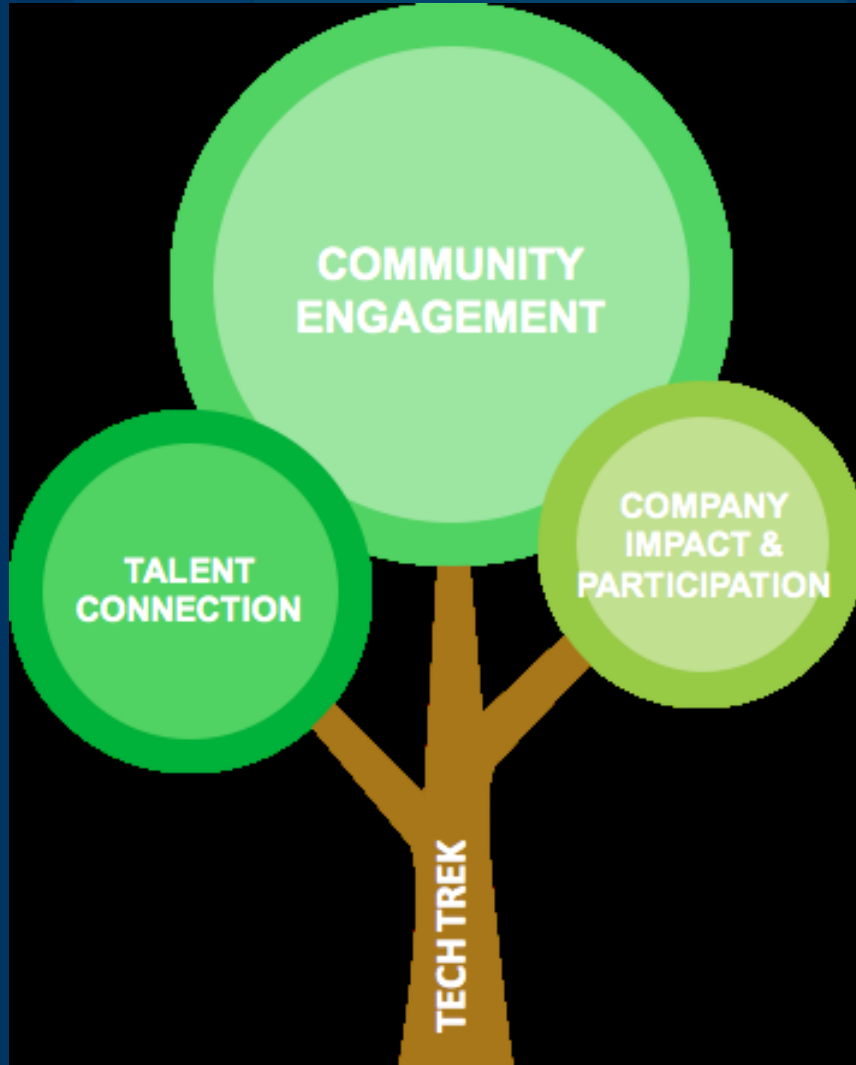 COMMUNITY
ENGAGEMENT
TALENT
CONNECTION
COMPANY
IMPACT &
PARTICIPATION
TECH TREK